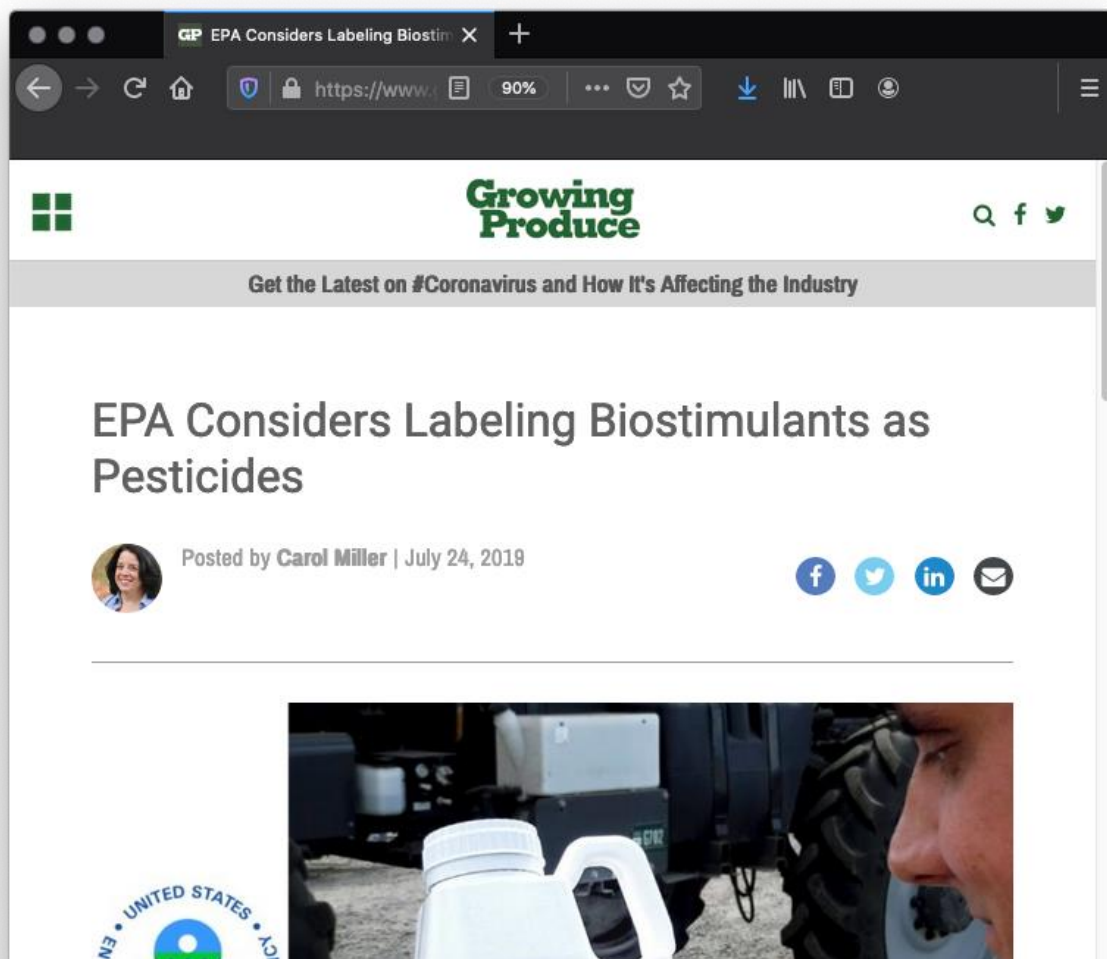 GP EPA Considers Labeling Biostim
https://www.
90%
Growing
Produce
Get the Latest on #Coronavirus and How It's Affecting the Industry
EPA Considers Labeling Biostimulants as
Pesticides
Posted by Carol Miller | July 24, 2019
f in
UNITED STATES